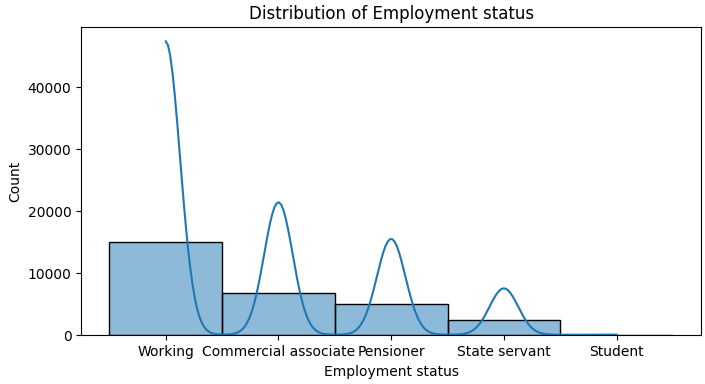 Distribution of Employment status
Count
40000
30000
20000
10000
0
Working Commercial associate Pensioner State servant Student
Employment status